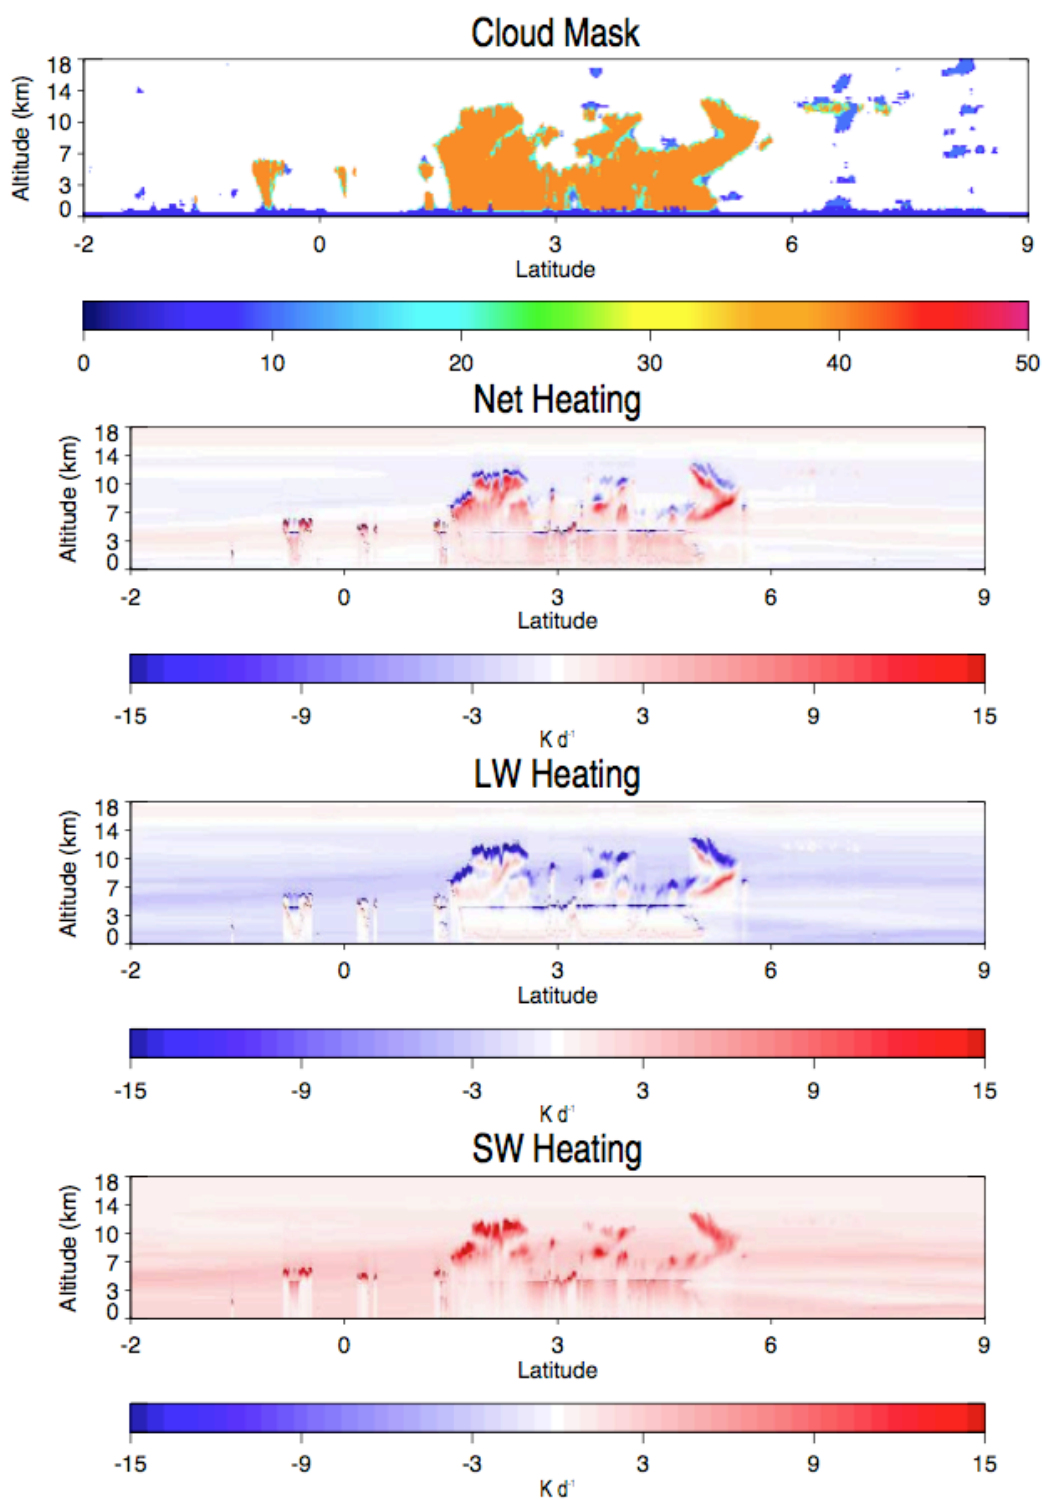 Cloud Mask
18
14
10
7
3
0
Altitude (km)
-2 0 3 6 9
Latitude
0 10 20 30 40 50
Net Heating
18
14
10
7
3
0
Altitude (km)
-2 0 3 6 9
Latitude
-15 -9 -3 3 9 15
K d-1
LW Heating
18
14
10
7
3
0
Altitude (km)
-2 0 3 6 9
Latitude
-15 -9 -3 3 9 15
K d-1
SW Heating
18
14
10
7
3
0
Altitude (km)
-2 0 3 6 9
Latitude
-15 -9 -3 3 9 15
K d-1